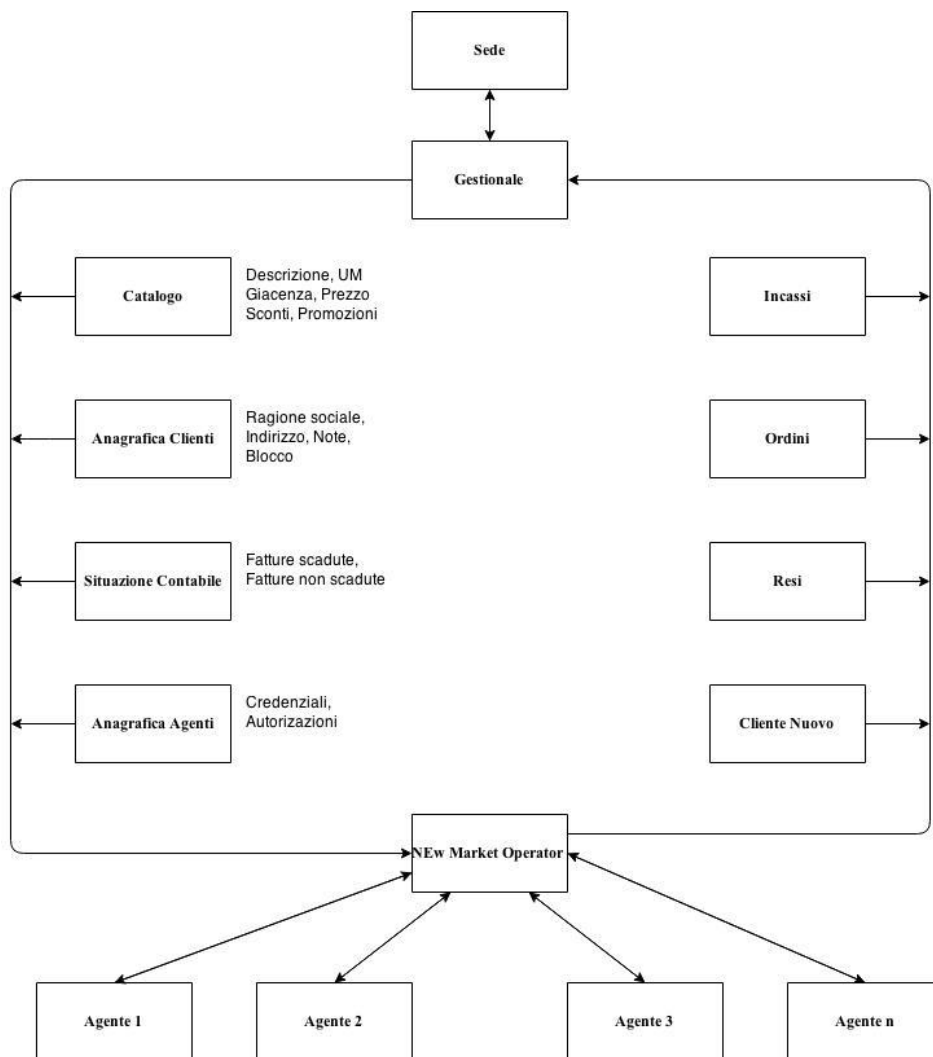 Sede
Gestionale
Catalogo
Descrizione, UM
Giacenza, Prezzo
Sconti, Promozioni
Incassi
Anagrafica Clienti
Ragione sociale,
Indirizzo, Note,
Blocco
Ordini
Situazione Contabile
Fatture scadute,
Fatture non scadute
Resi
Anagrafica Agenti
Credenziali,
Autorizazioni
Cliente Nuovo
NEw Market Operator
Agente 1
Agente 2
Agente 3
Agente n